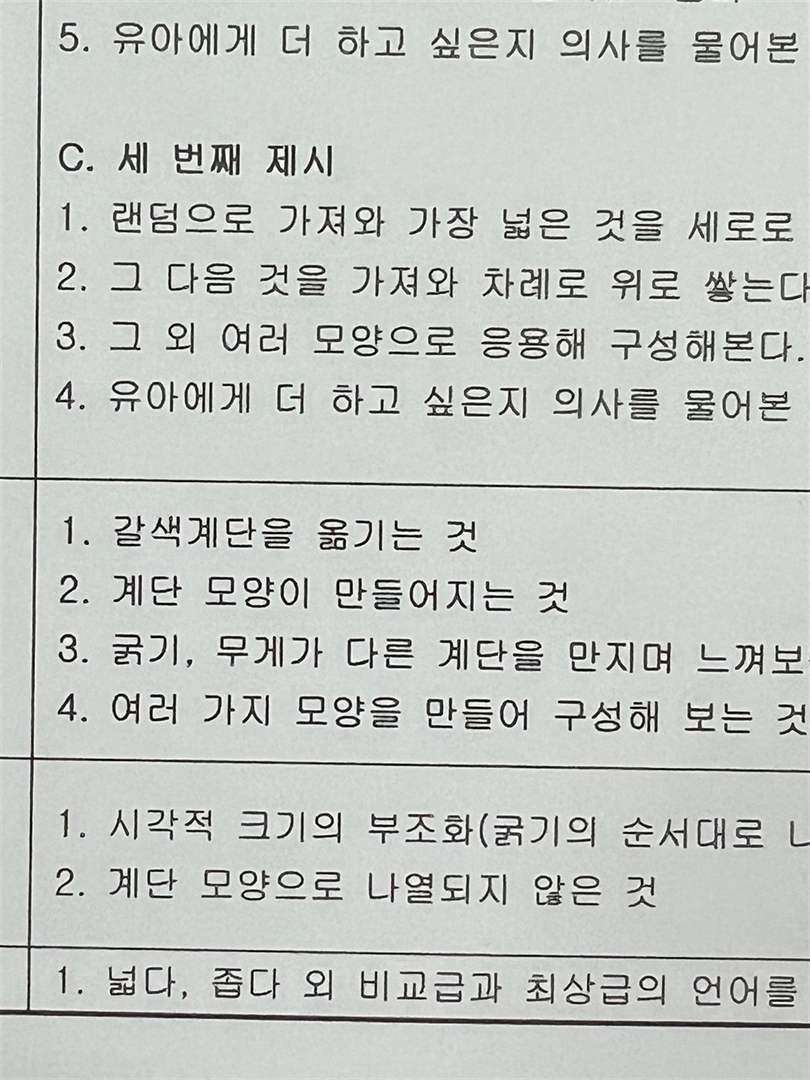 5. 유아에게 더 하고 싶은지 의사를 물어본
C. 세 번째 제시
1. 랜덤으로 가져와 가장 넓은 것을 세로로
2. 그 다음 것을 가져와 차례로 위로 쌓는다
3. 그 외 여러 모양으로 응용해 구성해본다.
4. 유아에게 더 하고 싶은지 의사를 물어본
1. 갈색계단을 옮기는 것
2. 계단 모양이 만들어지는 것
3. 굵기, 무게가 다른 계단을 만지며 느껴보
4. 여러 가지 모양을 만들어 구성해 보는 것
1. 시각적 크기의 부조화(굵기의 순서대로
2. 계단 모양으로 나열되지 않은 것
1. 넓다, 좁다 외 비교급과 최상급의 언어를